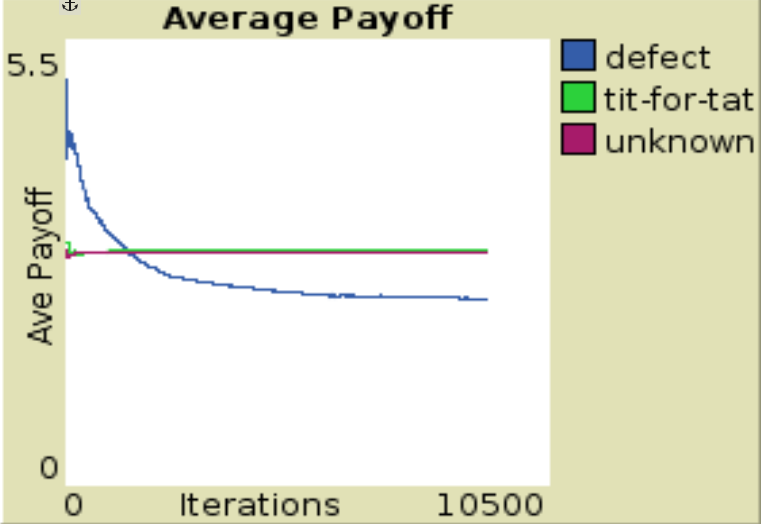 Average Payoff
5.5
defect
tit-for-tat
unknown
Ave Payoff
0
0 Iterations 10500